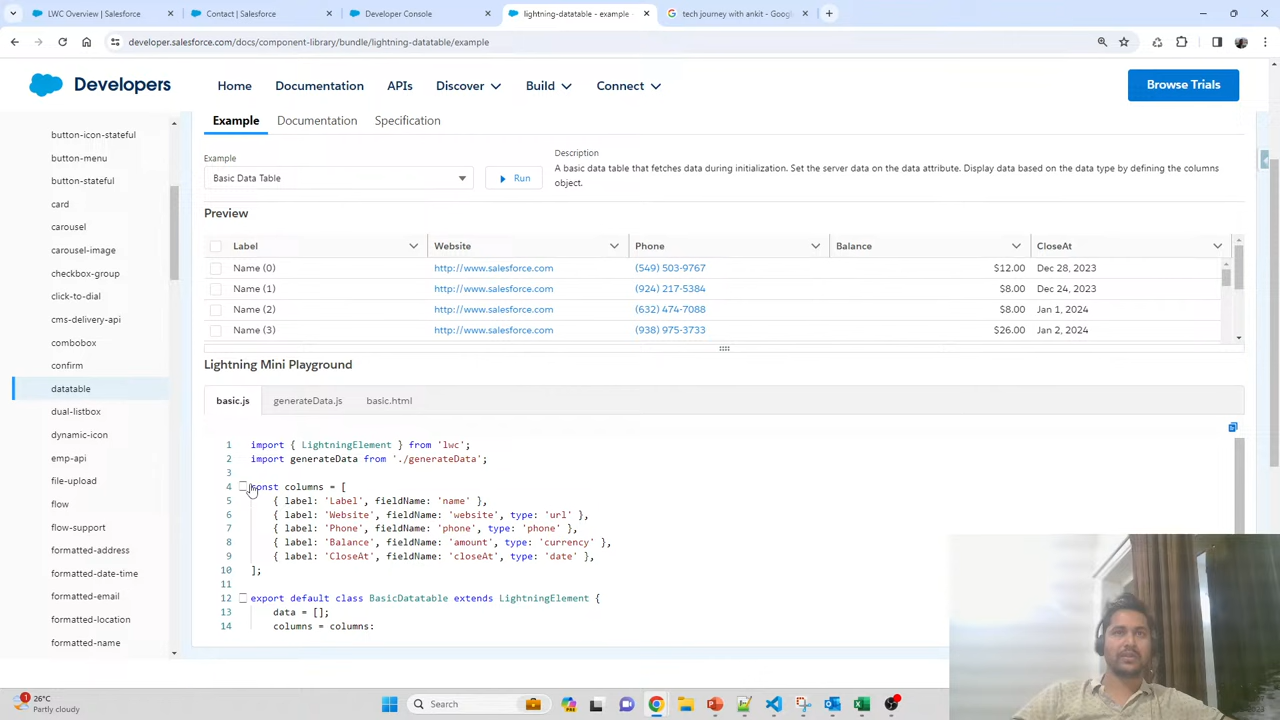 LWC Overview | Salesforce
Contact | Salesforce
Developer Console
lightning-datatable - example
tech journey with ankit - Goog
developer.salesforce.com/docs/component-library/bundle/lightning-datatable/example
Developers
Home
Documentation
APIs
Discover
Build
Connect
Browse Trials
button-icon-stateful
button-menu
button-stateful
card
carousel
carousel-image
checkbox-group
click-to-dial
cms-delivery-api
combobox
confirm
datatable
dual-listbox
dynamic-icon
emp-api
file-upload
flow
flow-support
formatted-address
formatted-date-time
formatted-email
formatted-location
formatted-name
Example Documentation Specification
Example
Basic Data Table
Run
Description
A basic data table that fetches data during initialization. Set the server data on the data attribute. Display data based on the data type by defining the columns
object.
Preview
Label Website Phone Balance CloseAt
Name (0) http://www.salesforce.com (549) 503-9767 $12.00 Dec 28, 2023
Name (1) http://www.salesforce.com (924) 217-5384 $8.00 Dec 24, 2023
Name (2) http://www.salesforce.com (632) 474-7088 $8.00 Jan 1, 2024
Name (3) http://www.salesforce.com (938) 975-3733 $26.00 Jan 2, 2024
Lightning Mini Playground
basic.js generateData.js basic.html
1 import { LightningElement } from 'lwc';
2 import generateData from './generateData';
3
4 const columns = [
5 { label: 'Label', fieldName: 'name' },
6 { label: 'Website', fieldName: 'website', type: 'url' },
7 { label: 'Phone', fieldName: 'phone', type: 'phone' },
8 { label: 'Balance', fieldName: 'amount', type: 'currency' },
9 { label: 'CloseAt', fieldName: 'closeAt', type: 'date' },
10 ];
11
12 export default class BasicDatatable extends LightningElement {
13 data = [];
14 columns = columns;
1
26°C
Partly cloudy
Search